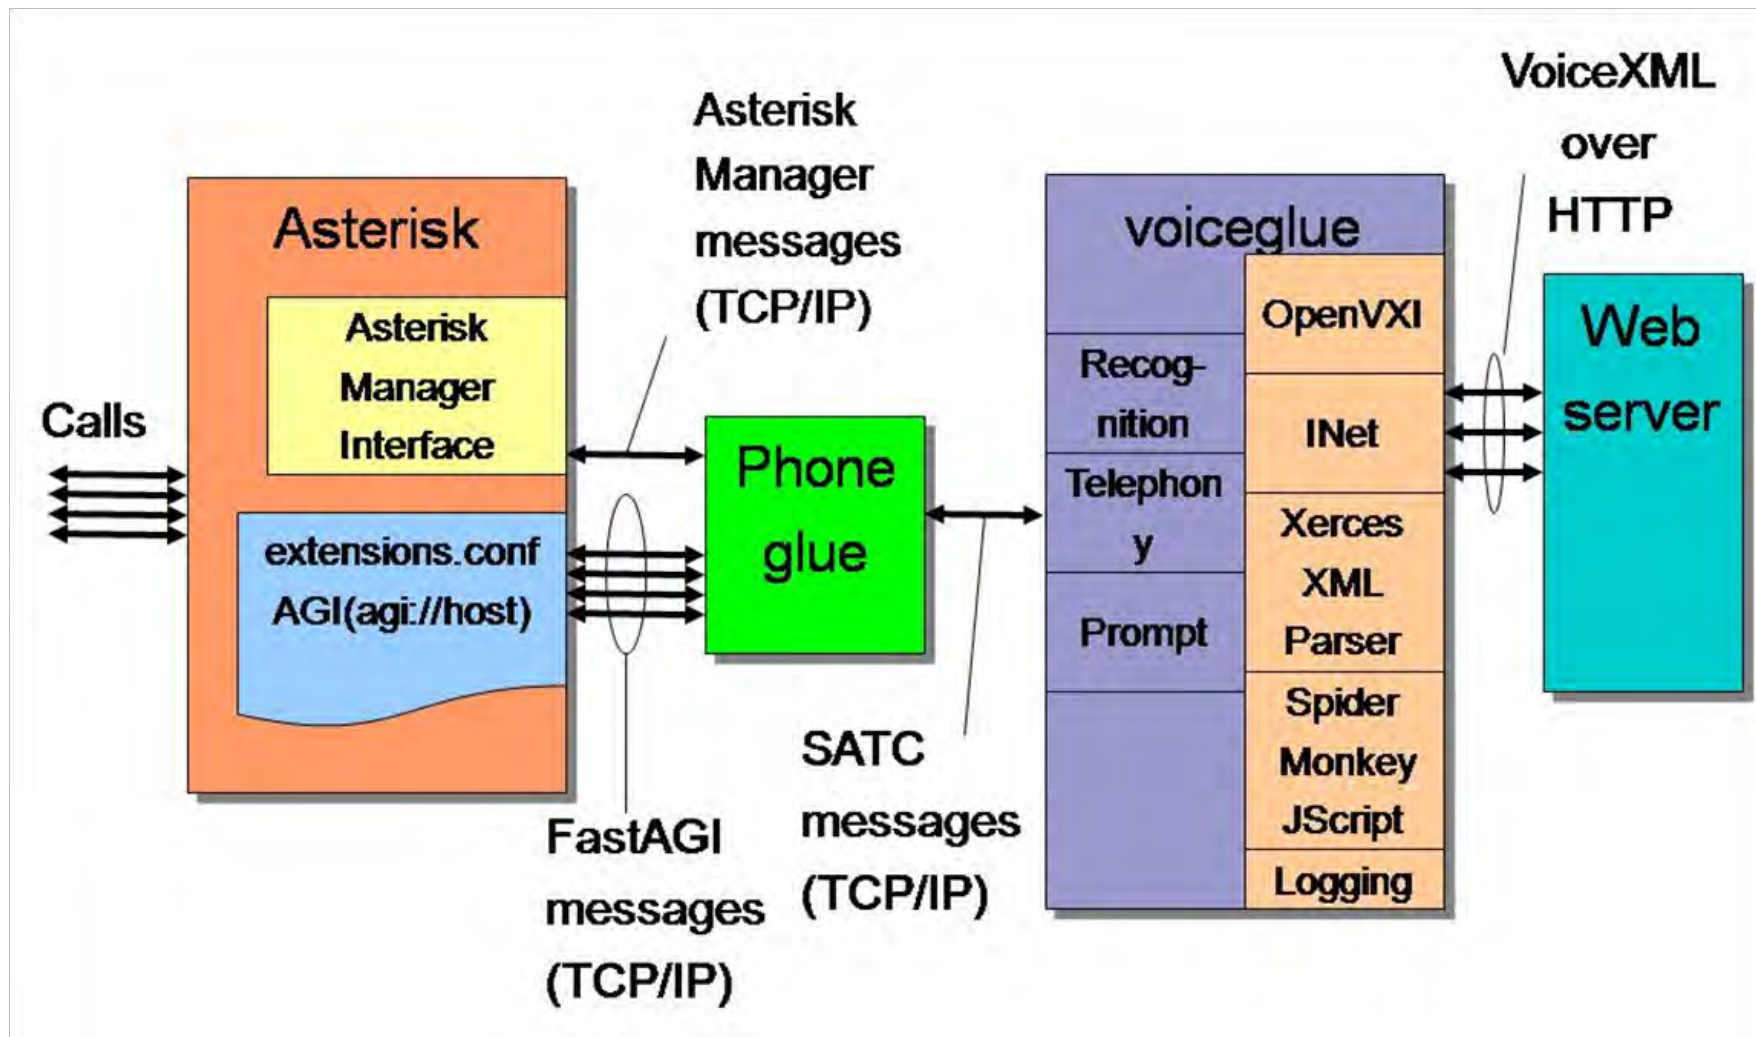 Calls
Asterisk
Asterisk
Manager
Interface
extensions.conf
AGI(agi://host)
Asterisk
Manager
messages
(TCP/IP)
FastAGI
messages
(TCP/IP)
Phone
glue
SATC
messages
(TCP/IP)
voiceglue
Recog-
nition
Telephon
y
Prompt
OpenVXI
INet
Xerces
XML
Parser
Spider
Monkey
JScript
Logging
VoiceXML
over
HTTP
Web
server